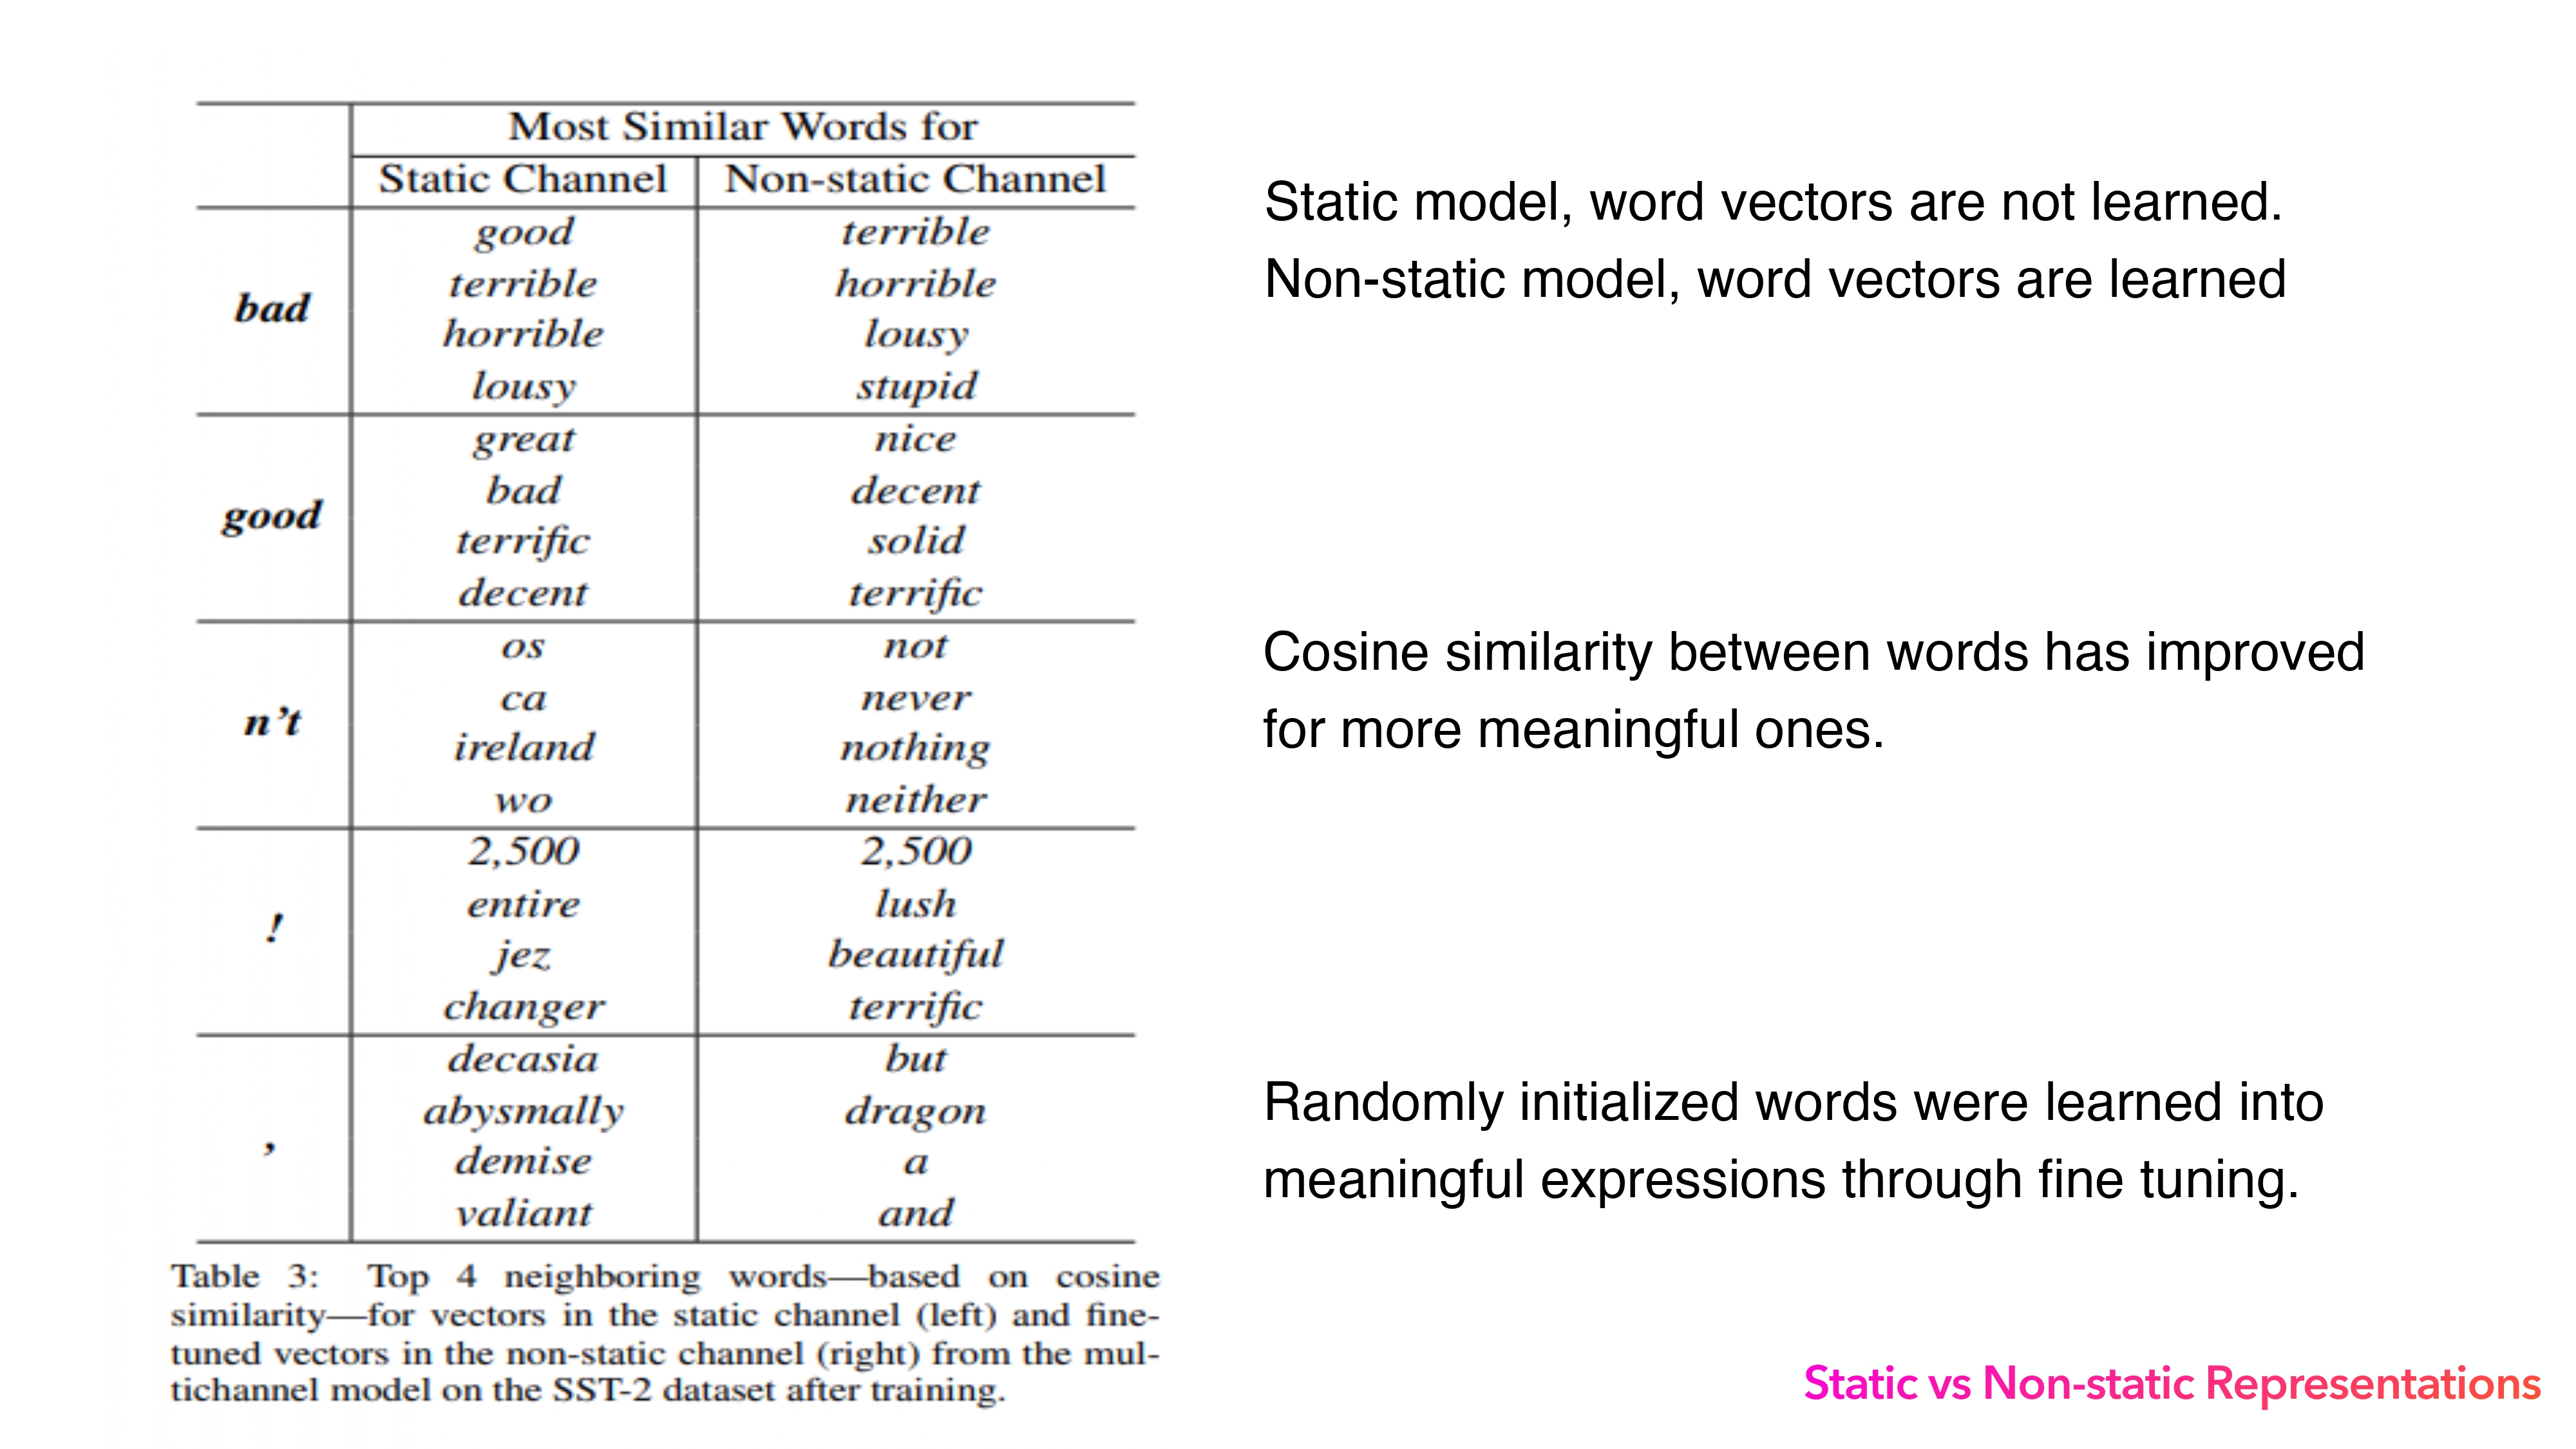 Most Similar Words for
Static Channel Non-static Channel
bad
good terrible
terrible horrible
horrible lousy
lousy stupid
good
great nice
bad decent
terrific solid
decent terrific
n't
os not
ca never
ireland nothing
wo neither
!
2,500 2,500
entire lush
jez beautiful
changer terrific
,
decasia but
abysmally dragon
demise a
valiant and
Table 3: Top 4 neighboring words—based on cosine
similarity—for vectors in the static channel (left) and fine-
tuned vectors in the non-static channel (right) from the mul-
tichannel model on the SST-2 dataset after training.
Static model, word vectors are not learned.
Non-static model, word vectors are learned
Cosine similarity between words has improved
for more meaningful ones.
Randomly initialized words were learned into
meaningful expressions through fine tuning.
Static vs Non-static Representations